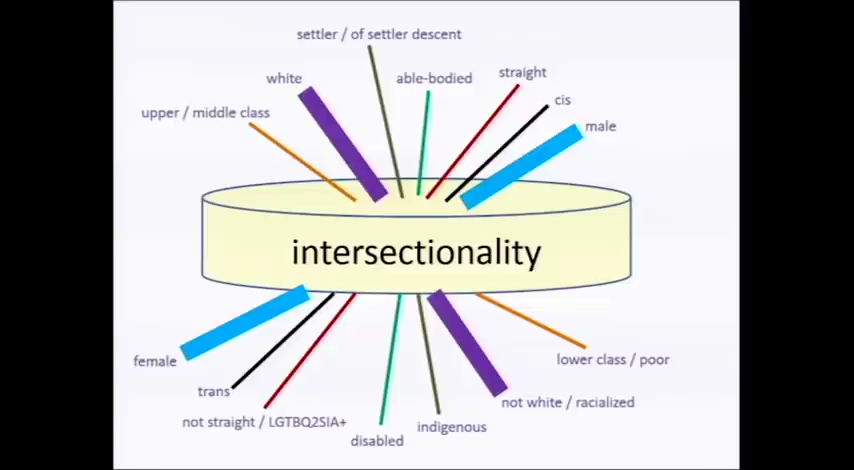 settler / of settler descent
straight
white
able-bodied
cis
upper / middle class
male
intersectionality
female
lower class / poor
trans
not white / racialized
not straight / LGTBQ2SIA+
indigenous
disabled